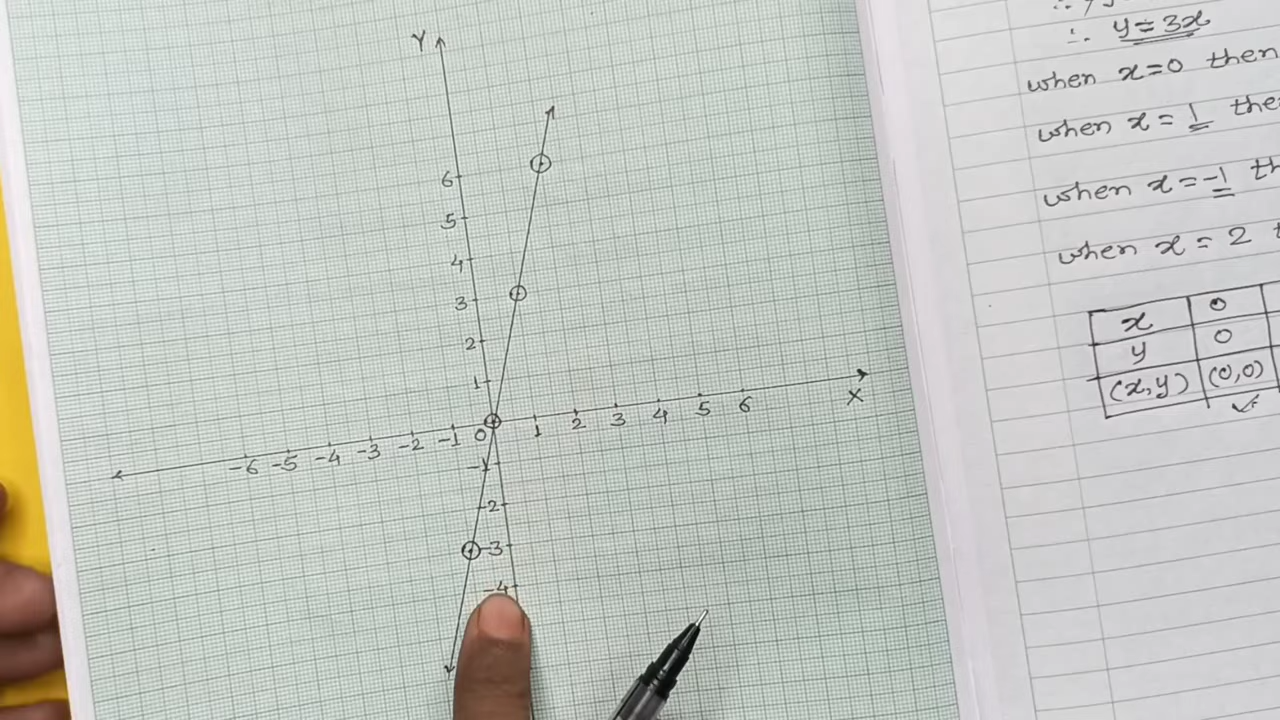 Y
6
5
4
3
2
1
-6 -5 -4 -3 -2 -1 0 1 2 3 4 5 6 X
-1
-2
-3
-4
∴ y = 3x
when x = 0 then
when x = 1 the
when x = -1 th
when x = 2
x 0
y 0
(x,y) (0,0)